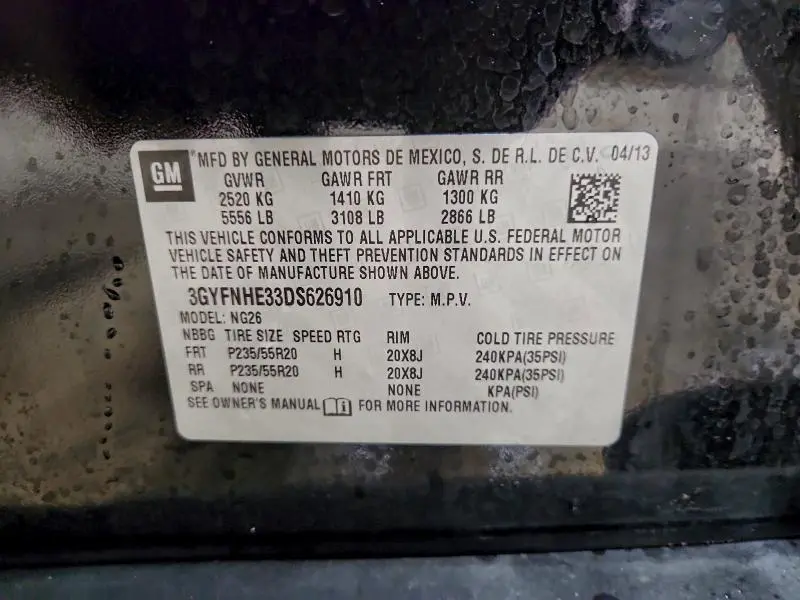 GM ® MFD BY GENERAL MOTORS DE MEXICO, S. DE R.L. DE C.V. 04/13
GVWR GAWR FRT GAWR RR
2520 KG 1410 KG 1300 KG
5556 LB 3108 LB 2866 LB
THIS VEHICLE CONFORMS TO ALL APPLICABLE U.S. FEDERAL MOTOR
VEHICLE SAFETY AND THEFT PREVENTION STANDARDS IN EFFECT ON
THE DATE OF MANUFACTURE SHOWN ABOVE.
3GYFNHE33DS626910 TYPE: M.P.V.
MODEL: NG26
NBBG TIRE SIZE SPEED RTG RIM COLD TIRE PRESSURE
FRT P235/55R20 H 20X8J 240KPA(35PSI)
RR P235/55R20 H 20X8J 240KPA(35PSI)
SPA NONE NONE KPA(PSI)
SEE OWNER'S MANUAL i FOR MORE INFORMATION.